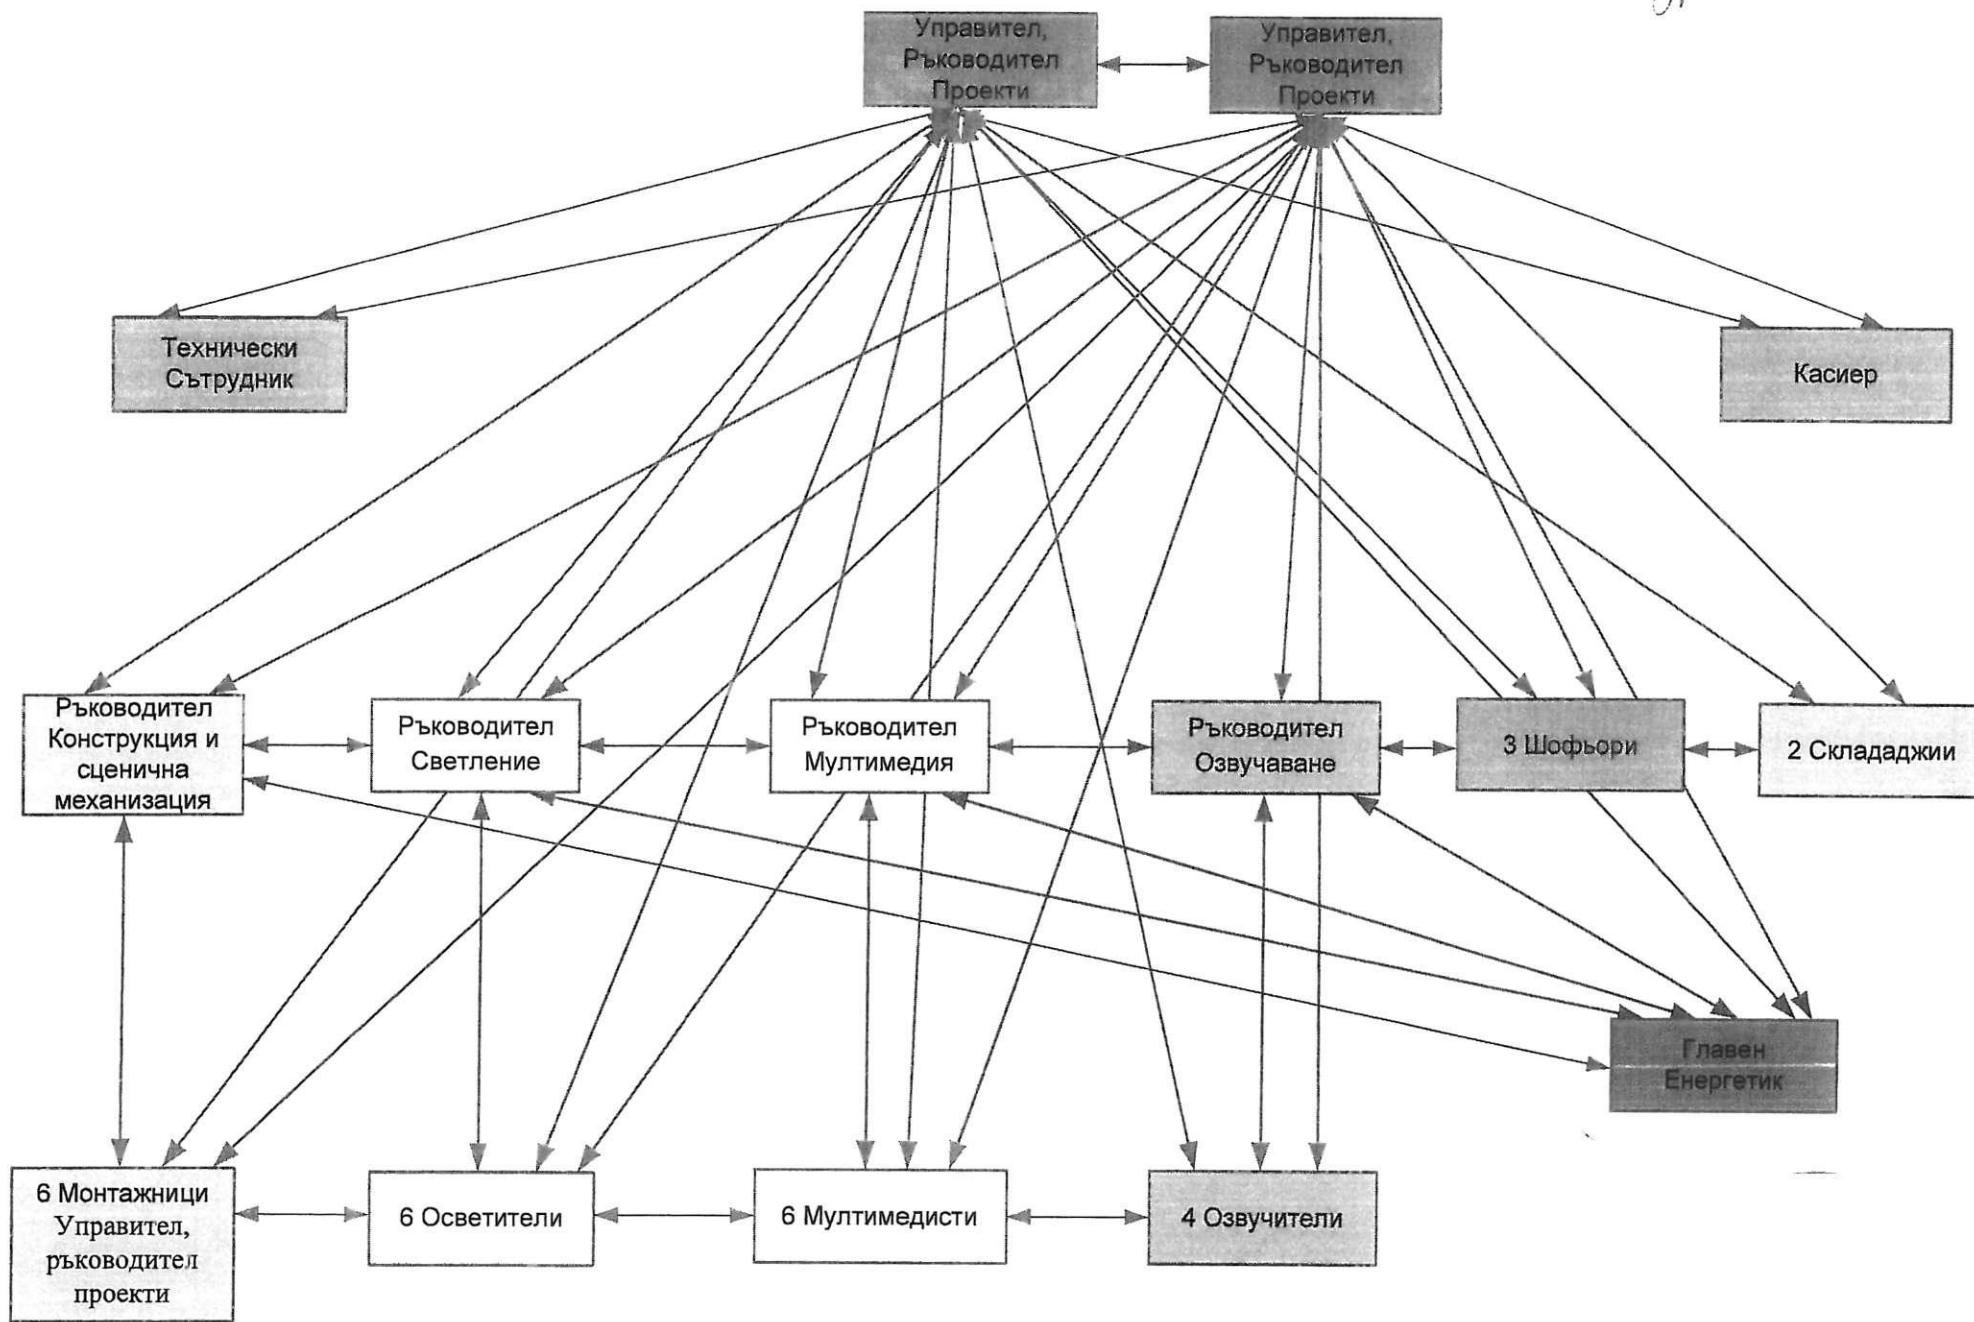 Управител,
Ръководител
Проекти
Управител,
Ръководител
Проекти
Технически
Сътрудник
Касиер
Ръководител
Конструкция и
сценична
механизация
Ръководител
Светление
Ръководител
Мултимедия
Ръководител
Озвучаване
3 Шофьори
2 Склададжии
Главен
Енергетик
6 Монтажници
Управител,
ръководител
проекти
6 Осветители
6 Мултимедисти
4 Озвучители